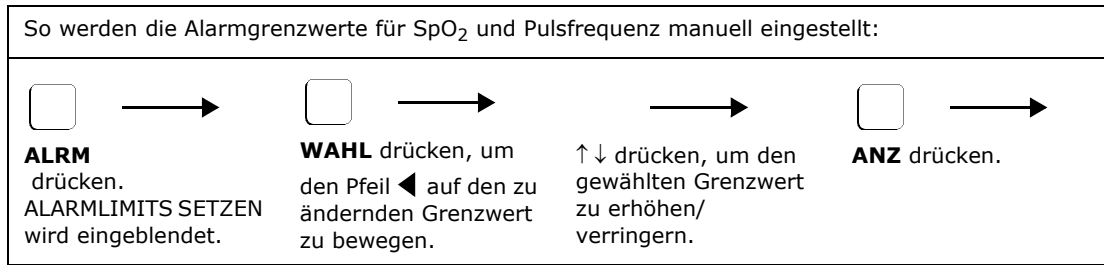 So werden die Alarmgrenzwerte für SpO2 und Pulsfrequenz manuell eingestellt:
ALRM
drücken.
ALARMLIMITS SETZEN
wird eingeblendet.
WAHL drücken, um
den Pfeil ◀ auf den zu
ändernden Grenzwert
zu bewegen.
↑↓ drücken, um den
gewählten Grenzwert
zu erhöhen/
verringern.
ANZ drücken.